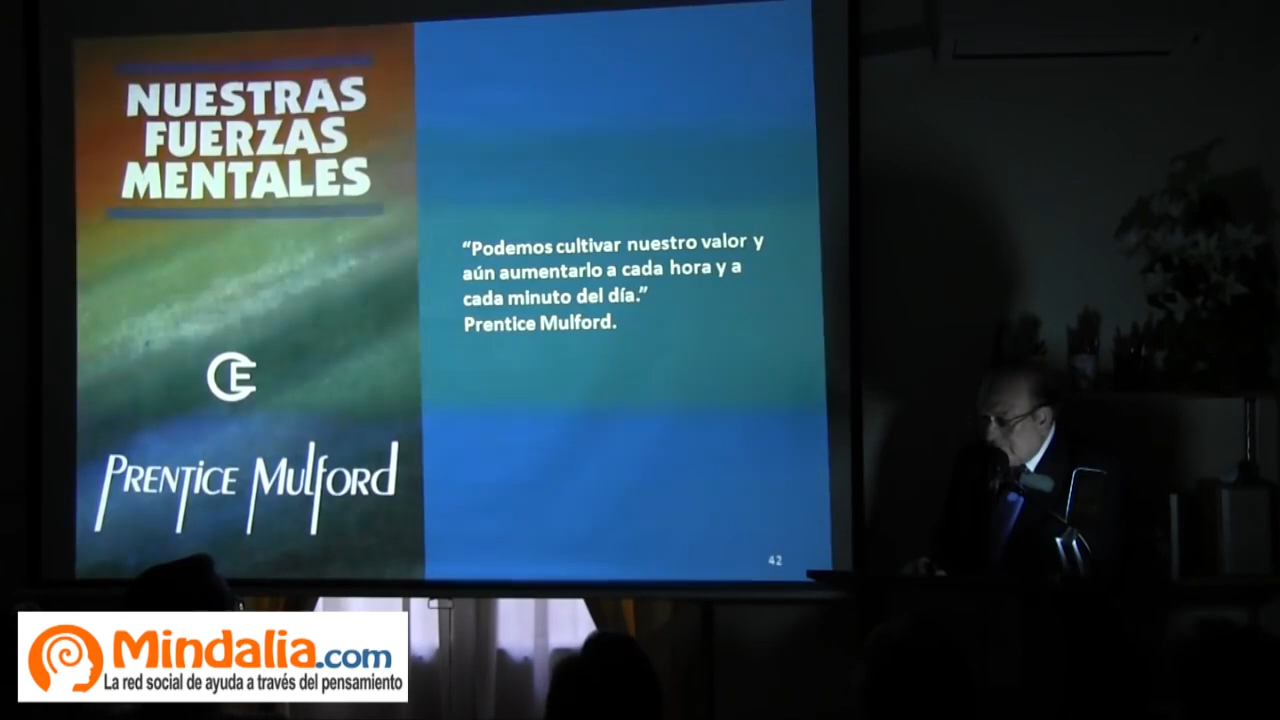 NUESTRAS
FUERZAS
MENTALES
CE
PRENTICE MULFORD
“Podemos cultivar nuestro valor y
aún aumentarlo a cada hora y a
cada minuto del día.”
Prentice Mulford.
42
Mindalia.com
La red social de ayuda a través del pensamiento